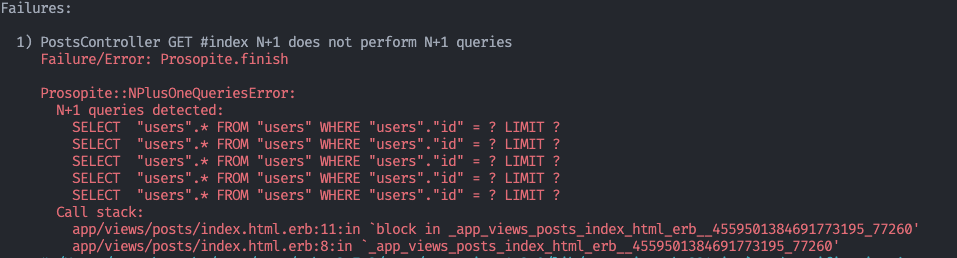 Failures:
1) PostsController GET #index N+1 does not perform N+1 queries
Failure/Error: Prosopite.finish
Prosopite::NPlusOneQueriesError:
N+1 queries detected:
SELECT  "users".* FROM "users" WHERE "users"."id" = ? LIMIT ?
SELECT  "users".* FROM "users" WHERE "users"."id" = ? LIMIT ?
SELECT  "users".* FROM "users" WHERE "users"."id" = ? LIMIT ?
SELECT  "users".* FROM "users" WHERE "users"."id" = ? LIMIT ?
SELECT  "users".* FROM "users" WHERE "users"."id" = ? LIMIT ?
Call stack:
app/views/posts/index.html.erb:11:in `block in _app_views_posts_index_html_erb__4559501384691773195_77260'
app/views/posts/index.html.erb:8:in `_app_views_posts_index_html_erb__4559501384691773195_77260'